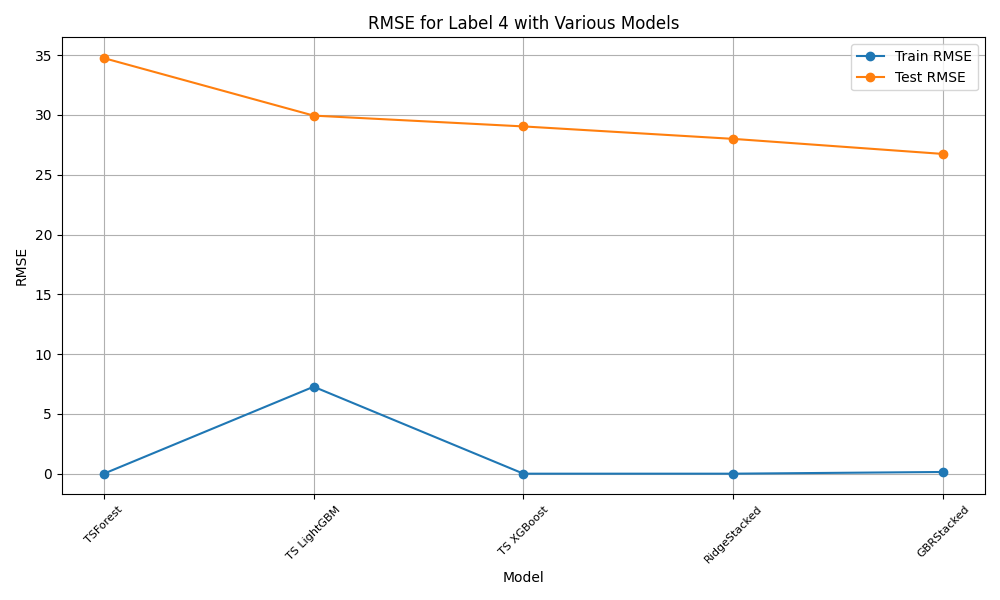 RMSE for Label 4 with Various Models
Train RMSE
Test RMSE
RMSE
35
30
25
20
15
10
5
0
TSForest
TS LightGBM
TS XGBoost
RidgeStacked
GBRStacked
Model